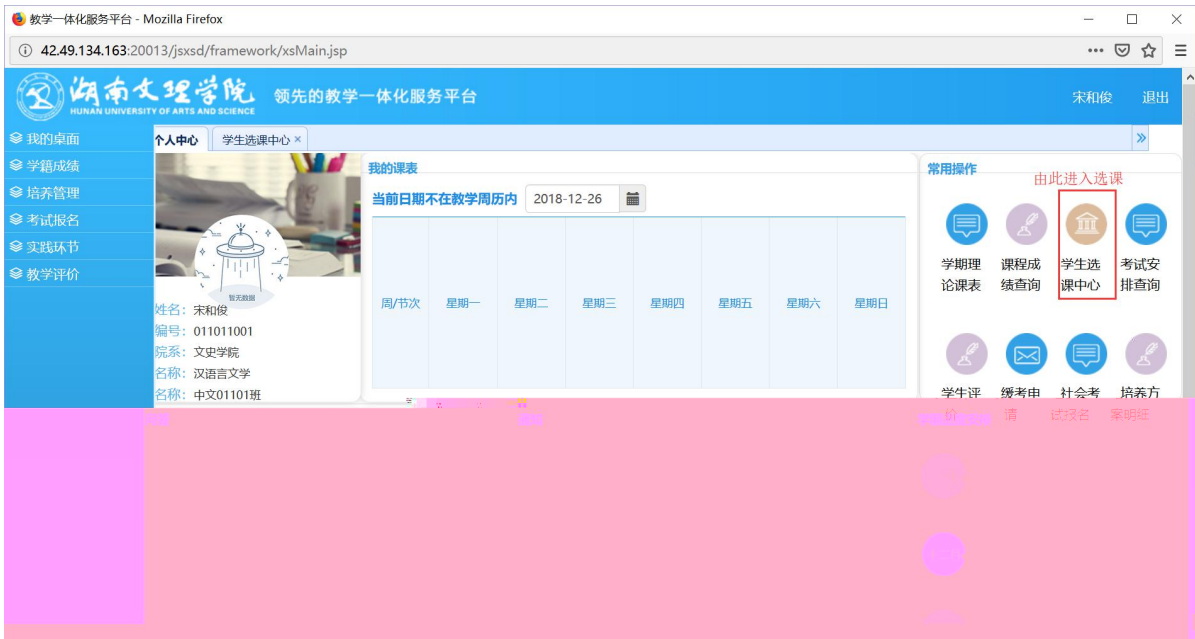 教学一体化服务平台 - Mozilla Firefox
42.49.134.163:20013/jsxsd/framework/xsMain.jsp
湖南文理学院
HUNAN UNIVERSITY OF ARTS AND SCIENCE
领先的教学一体化服务平台
宋和俊 退出
我的桌面
学籍成绩
培养管理
考试报名
实践环节
教学评价
个人中心 学生选课中心 ×
暂无数据
姓名：宋和俊
编号：011011001
院系：文史学院
名称：汉语言文学
名称：中文01101班
我的课表
当前日期不在教学周历内 2018-12-26
周/节次 星期一 星期二 星期三 星期四 星期五 星期六 星期日
常用操作
由此进入选课
学期理论课表
课程成绩查询
学生选课中心
考试安排查询
学生评价
缓考申请
社会考试报名
培养方案明细